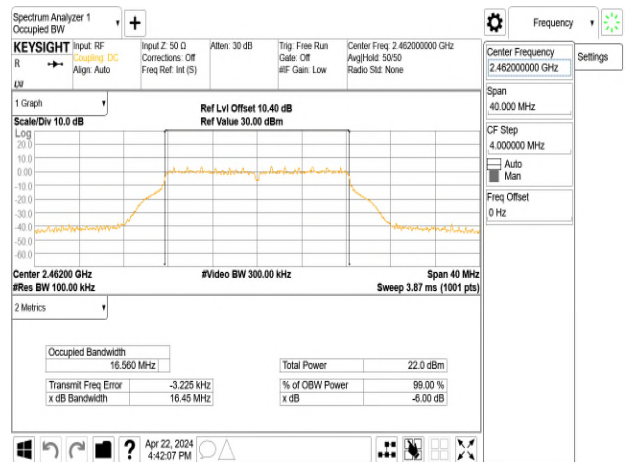 Spectrum Analyzer 1
Occupied BW
Frequency
KEYSIGHT
Input: RF
Coupling: DC
Align: Auto
Input Z: 50 Ω
Corrections: Off
Freq Ref: Int (S)
Atten: 30 dB
Trig: Free Run
Gate: Off
#IF Gain: Low
Center Freq: 2.462000000 GHz
Avg|Hold: 50/50
Radio Std: None
R
Center Frequency
2.462000000 GHz
Settings
Span
40.000 MHz
CF Step
4.000000 MHz
Auto
Man
Freq Offset
0 Hz
1 Graph
Scale/Div 10.0 dB
Ref Lvl Offset 10.40 dB
Ref Value 30.00 dBm
Log
20.0
10.0
0.00
-10.0
-20.0
-30.0
-40.0
-50.0
-60.0
Center 2.46200 GHz
#Res BW 100.00 kHz
#Video BW 300.00 kHz
Span 40 MHz
Sweep 3.87 ms (1001 pts)
2 Metrics
Occupied Bandwidth
16.560 MHz
Transmit Freq Error -3.225 kHz
x dB Bandwidth 16.45 MHz
Total Power 22.0 dBm
% of OBW Power 99.00 %
x dB -6.00 dB
?
Apr 22, 2024
4:42:07 PM